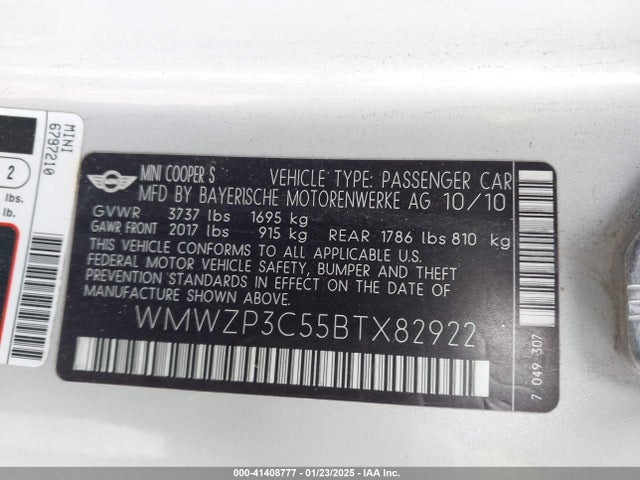 MINI
6797210
2
lbs.
lb.
MINI COOPER S VEHICLE TYPE: PASSENGER CAR
MFD BY BAYERISCHE MOTORENWERKE AG 10/10
GVWR 3737 lbs 1695 kg
GAWR FRONT 2017 lbs 915 kg REAR 1786 lbs 810 kg
THIS VEHICLE CONFORMS TO ALL APPLICABLE U.S.
FEDERAL MOTOR VEHICLE SAFETY, BUMPER AND THEFT
PREVENTION STANDARDS IN EFFECT ON THE DATE OF
MANUFACTURE SHOWN ABOVE.
WMWZP3C55BTX82922
7 049 307
000-41408777 - 01/23/2025 - IAA Holdings, LLC.